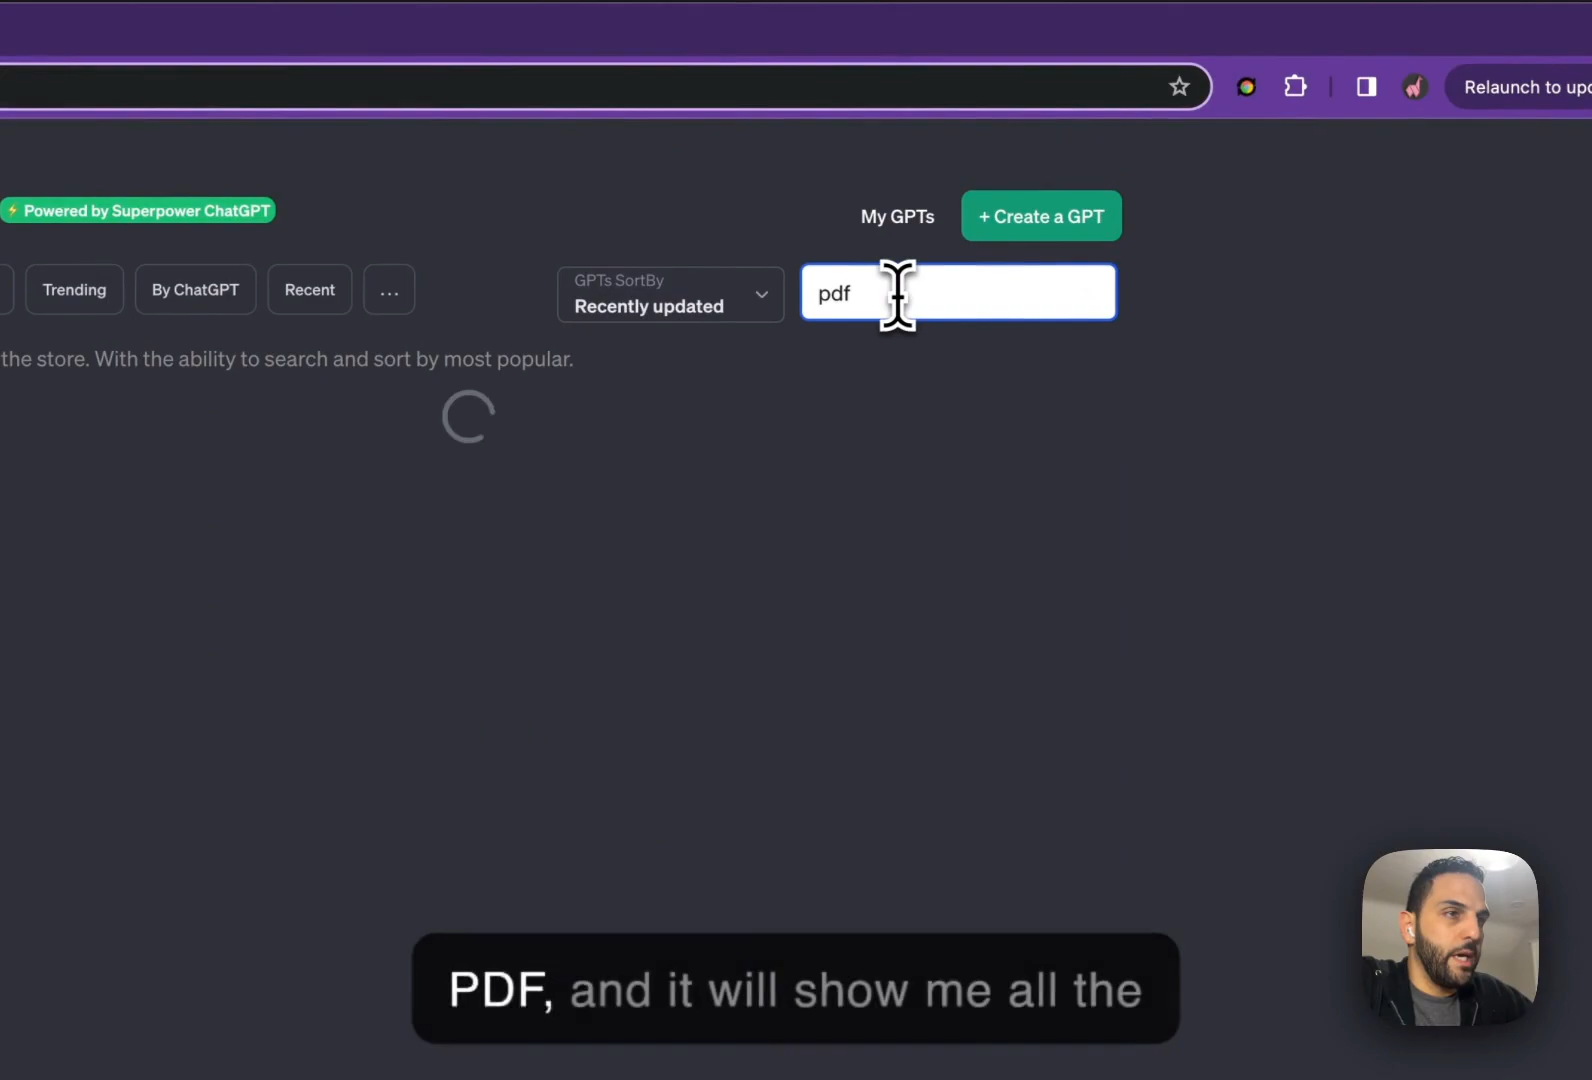 Relaunch to upd
⚡ Powered by Superpower ChatGPT
My GPTs
+ Create a GPT
Trending
By ChatGPT
Recent
...
GPTs SortBy
Recently updated
pdf
the store. With the ability to search and sort by most popular.
PDF, and it will show me all the